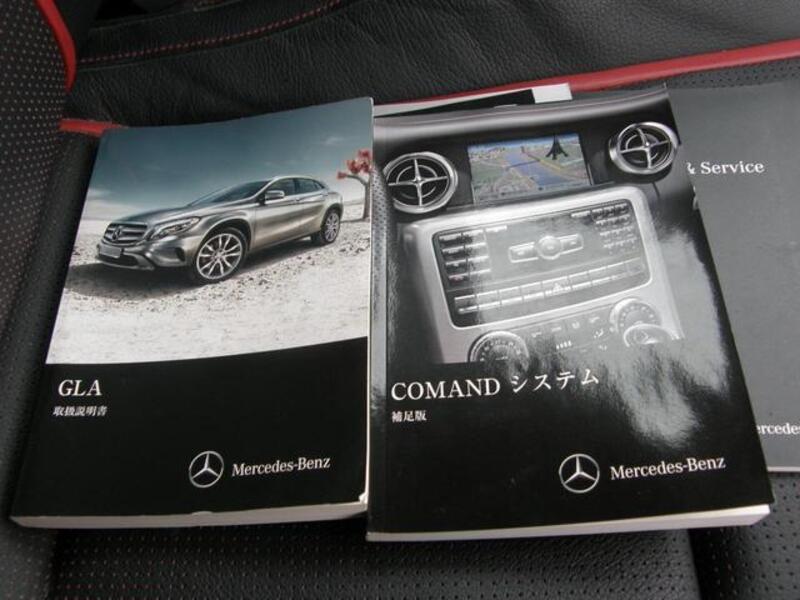 GLA
取扱説明書
Mercedes-Benz
COMAND システム
補足版
Mercedes-Benz
& Service